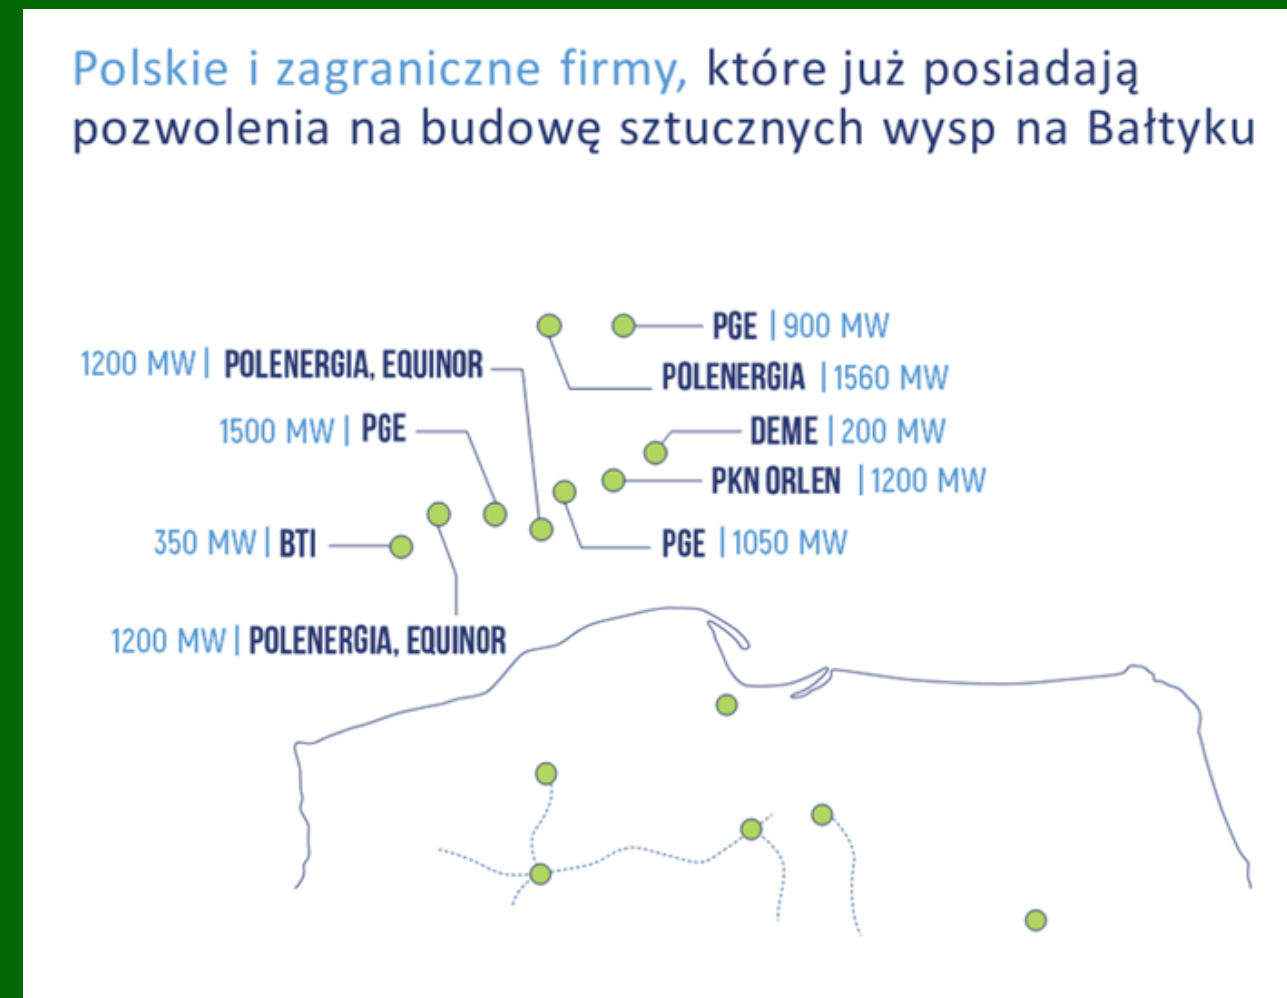 Polskie i zagraniczne firmy, które już posiadają
pozwolenia na budowę sztucznych wysp na Bałtyku
PGE | 900 MW
1200 MW | POLENERGIA, EQUINOR
POLENERGIA | 1560 MW
1500 MW | PGE
DEME | 200 MW
PKN ORLEN | 1200 MW
350 MW | BTI
PGE | 1050 MW
1200 MW | POLENERGIA, EQUINOR